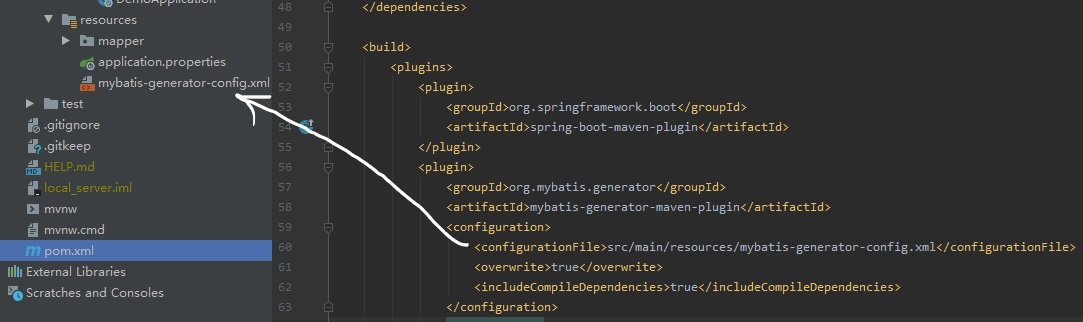 DemoApplication
resources
mapper
application.properties
mybatis-generator-config.xml
test
.gitignore
.gitkeep
HELP.md
local_server.iml
mvnw
mvnw.cmd
pom.xml
External Libraries
Scratches and Consoles
48 </dependencies>
49
50 <build>
51 <plugins>
52 <plugin>
53 <groupId>org.springframework.boot</groupId>
54 <artifactId>spring-boot-maven-plugin</artifactId>
55 </plugin>
56 <plugin>
57 <groupId>org.mybatis.generator</groupId>
58 <artifactId>mybatis-generator-maven-plugin</artifactId>
59 <configuration>
60 <configurationFile>src/main/resources/mybatis-generator-config.xml</configurationFile>
61 <overwrite>true</overwrite>
62 <includeCompileDependencies>true</includeCompileDependencies>
63 </configuration>